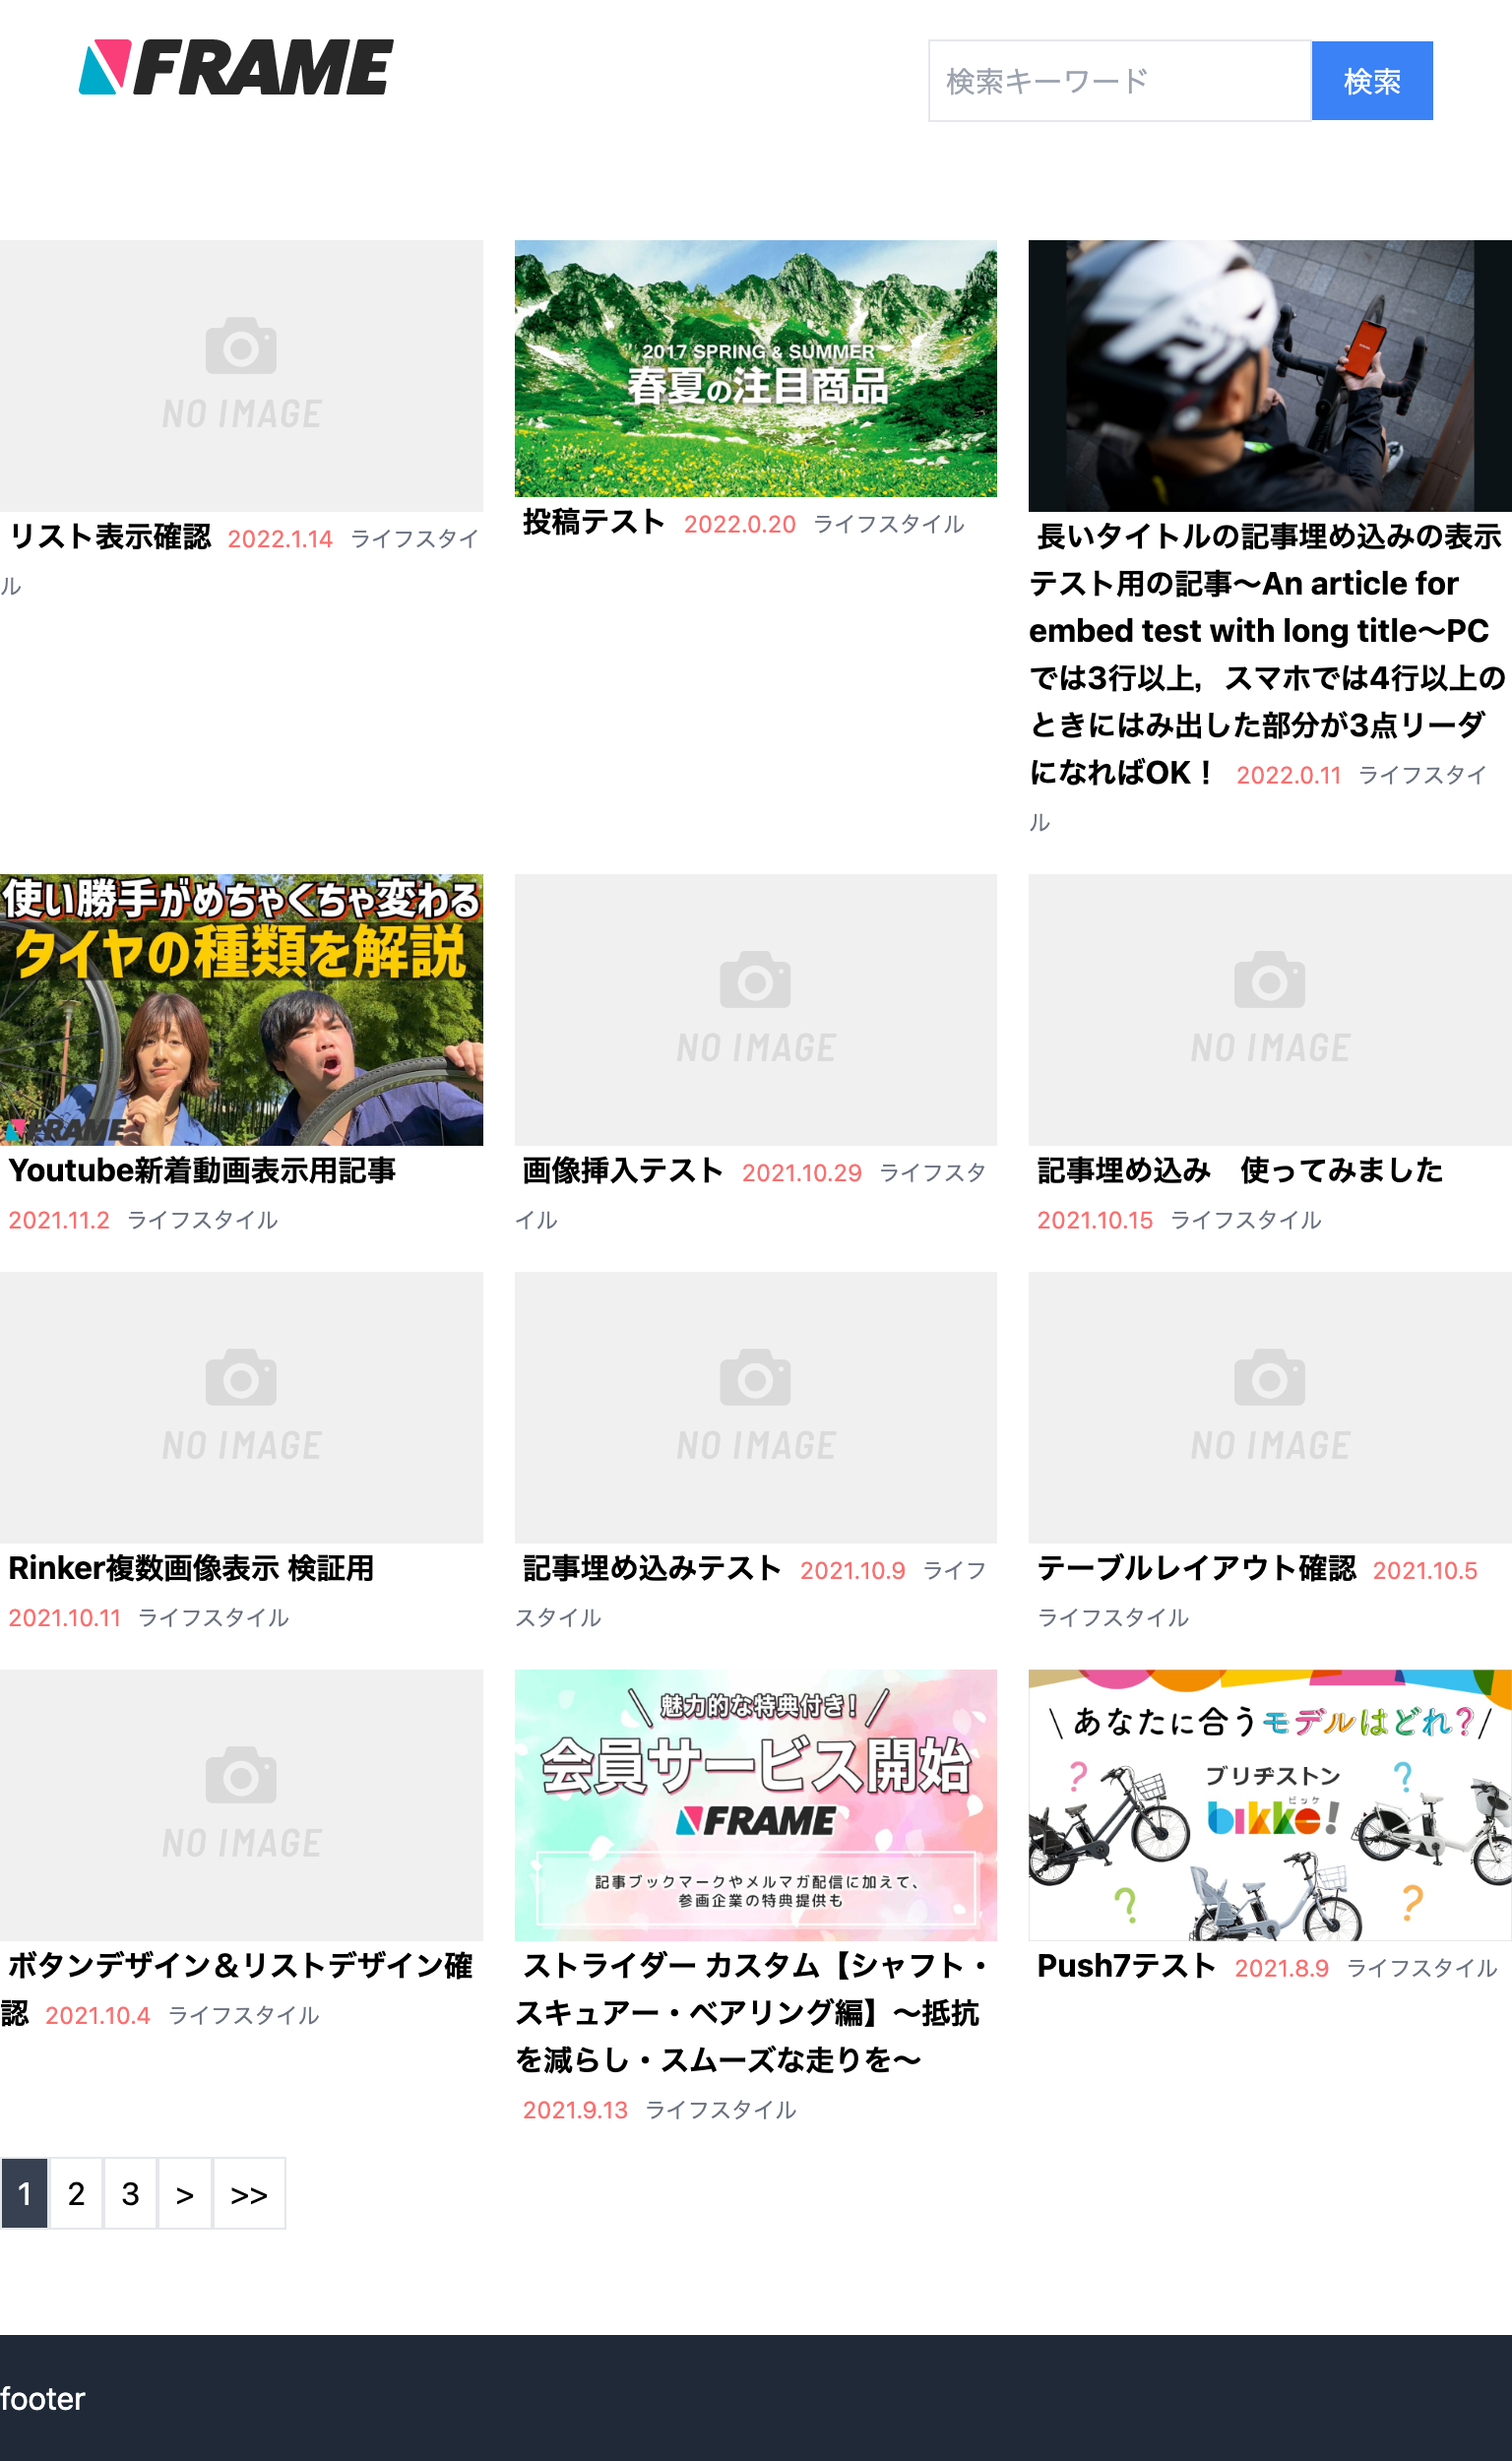 FRAME
検索キーワード
検索
NO IMAGE
リスト表示確認 2022.1.14 ライフスタイ
ル
2017 SPRING & SUMMER
春夏の注目商品
投稿テスト 2022.0.20 ライフスタイル
長いタイトルの記事埋め込みの表示
テスト用の記事〜An article for
embed test with long title〜PC
では3行以上，スマホでは4行以上の
ときにはみ出した部分が3点リーダ
になればOK！ 2022.0.11 ライフスタイ
ル
使い勝手がめちゃくちゃ変わる
タイヤの種類を解説
FRAME
Youtube新着動画表示用記事
2021.11.2 ライフスタイル
NO IMAGE
画像挿入テスト 2021.10.29 ライフスタ
イル
NO IMAGE
記事埋め込み　使ってみました
2021.10.15 ライフスタイル
NO IMAGE
Rinker複数画像表示 検証用
2021.10.11 ライフスタイル
NO IMAGE
記事埋め込みテスト 2021.10.9 ライフ
スタイル
NO IMAGE
テーブルレイアウト確認 2021.10.5
ライフスタイル
NO IMAGE
ボタンデザイン＆リストデザイン確
認 2021.10.4 ライフスタイル
\ 魅力的な特典付き！ /
会員サービス開始
FRAME
記事ブックマークやメルマガ配信に加えて、
参画企業の特典提供も
ストライダー カスタム【シャフト・
スキュアー・ベアリング編】〜抵抗
を減らし・スムーズな走りを〜
2021.9.13 ライフスタイル
\ あなたに合うモデルはどれ？/
? ブリヂストン ?
ビッケ
bikke!
? ?
Push7テスト 2021.8.9 ライフスタイル
1 2 3 > >>
footer